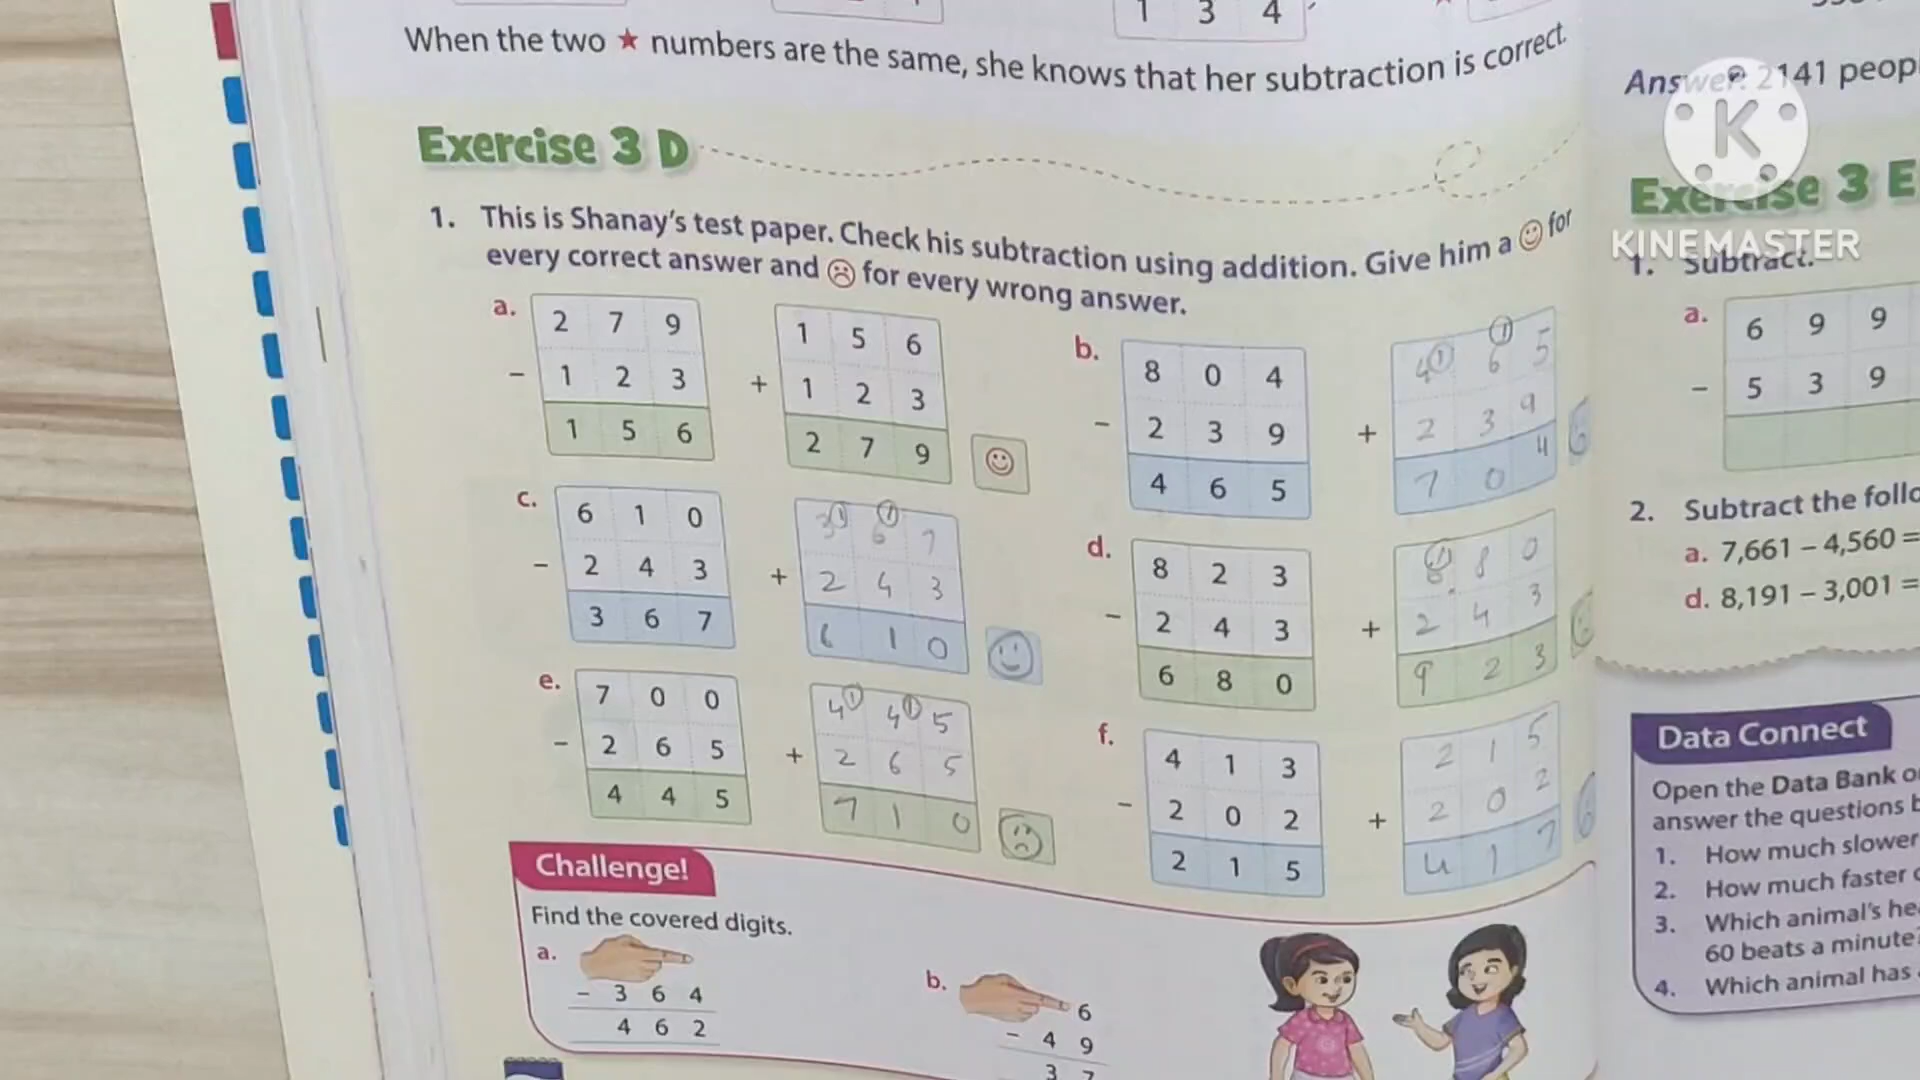 1 3 4
When the two ★ numbers are the same, she knows that her subtraction is correct.
Exercise 3 D
1. This is Shanay's test paper. Check his subtraction using addition. Give him a ☺ for
every correct answer and ☹ for every wrong answer.
a. 2 7 9
- 1 2 3
1 5 6
1 5 6
+ 1 2 3
2 7 9
b. 8 0 4
- 2 3 9
4 6 5
4 1 6 1 5
+ 2 3 9
7 0 4
c. 6 1 0
- 2 4 3
3 6 7
3 1 6 1 7
+ 2 4 3
6 1 0
d. 8 2 3
- 2 4 3
6 8 0
8 0
+ 2 4 3
9 2 3
e. 7 0 0
- 2 6 5
4 4 5
4 1 4 1 5
+ 2 6 5
7 1 0
f. 4 1 3
- 2 0 2
2 1 5
2 1 5
+ 2 0 2
4 1 7
Challenge!
Find the covered digits.
a.
- 3 6 4
4 6 2
b. 6
- 4 9
3 7
Answer: 2141
K
KINEMASTER
Exercise 3 E
1. Subtract.
a. 6 9 9
- 5 3 9
2. Subtract the
a. 7,661 – 4,560 =
d. 8,191 – 3,001 =
Data Connect
Open the Data Bank
answer the questions
1. How much slower
2. How much faster
3. Which animal's
60 beats a minute?
4. Which animal has